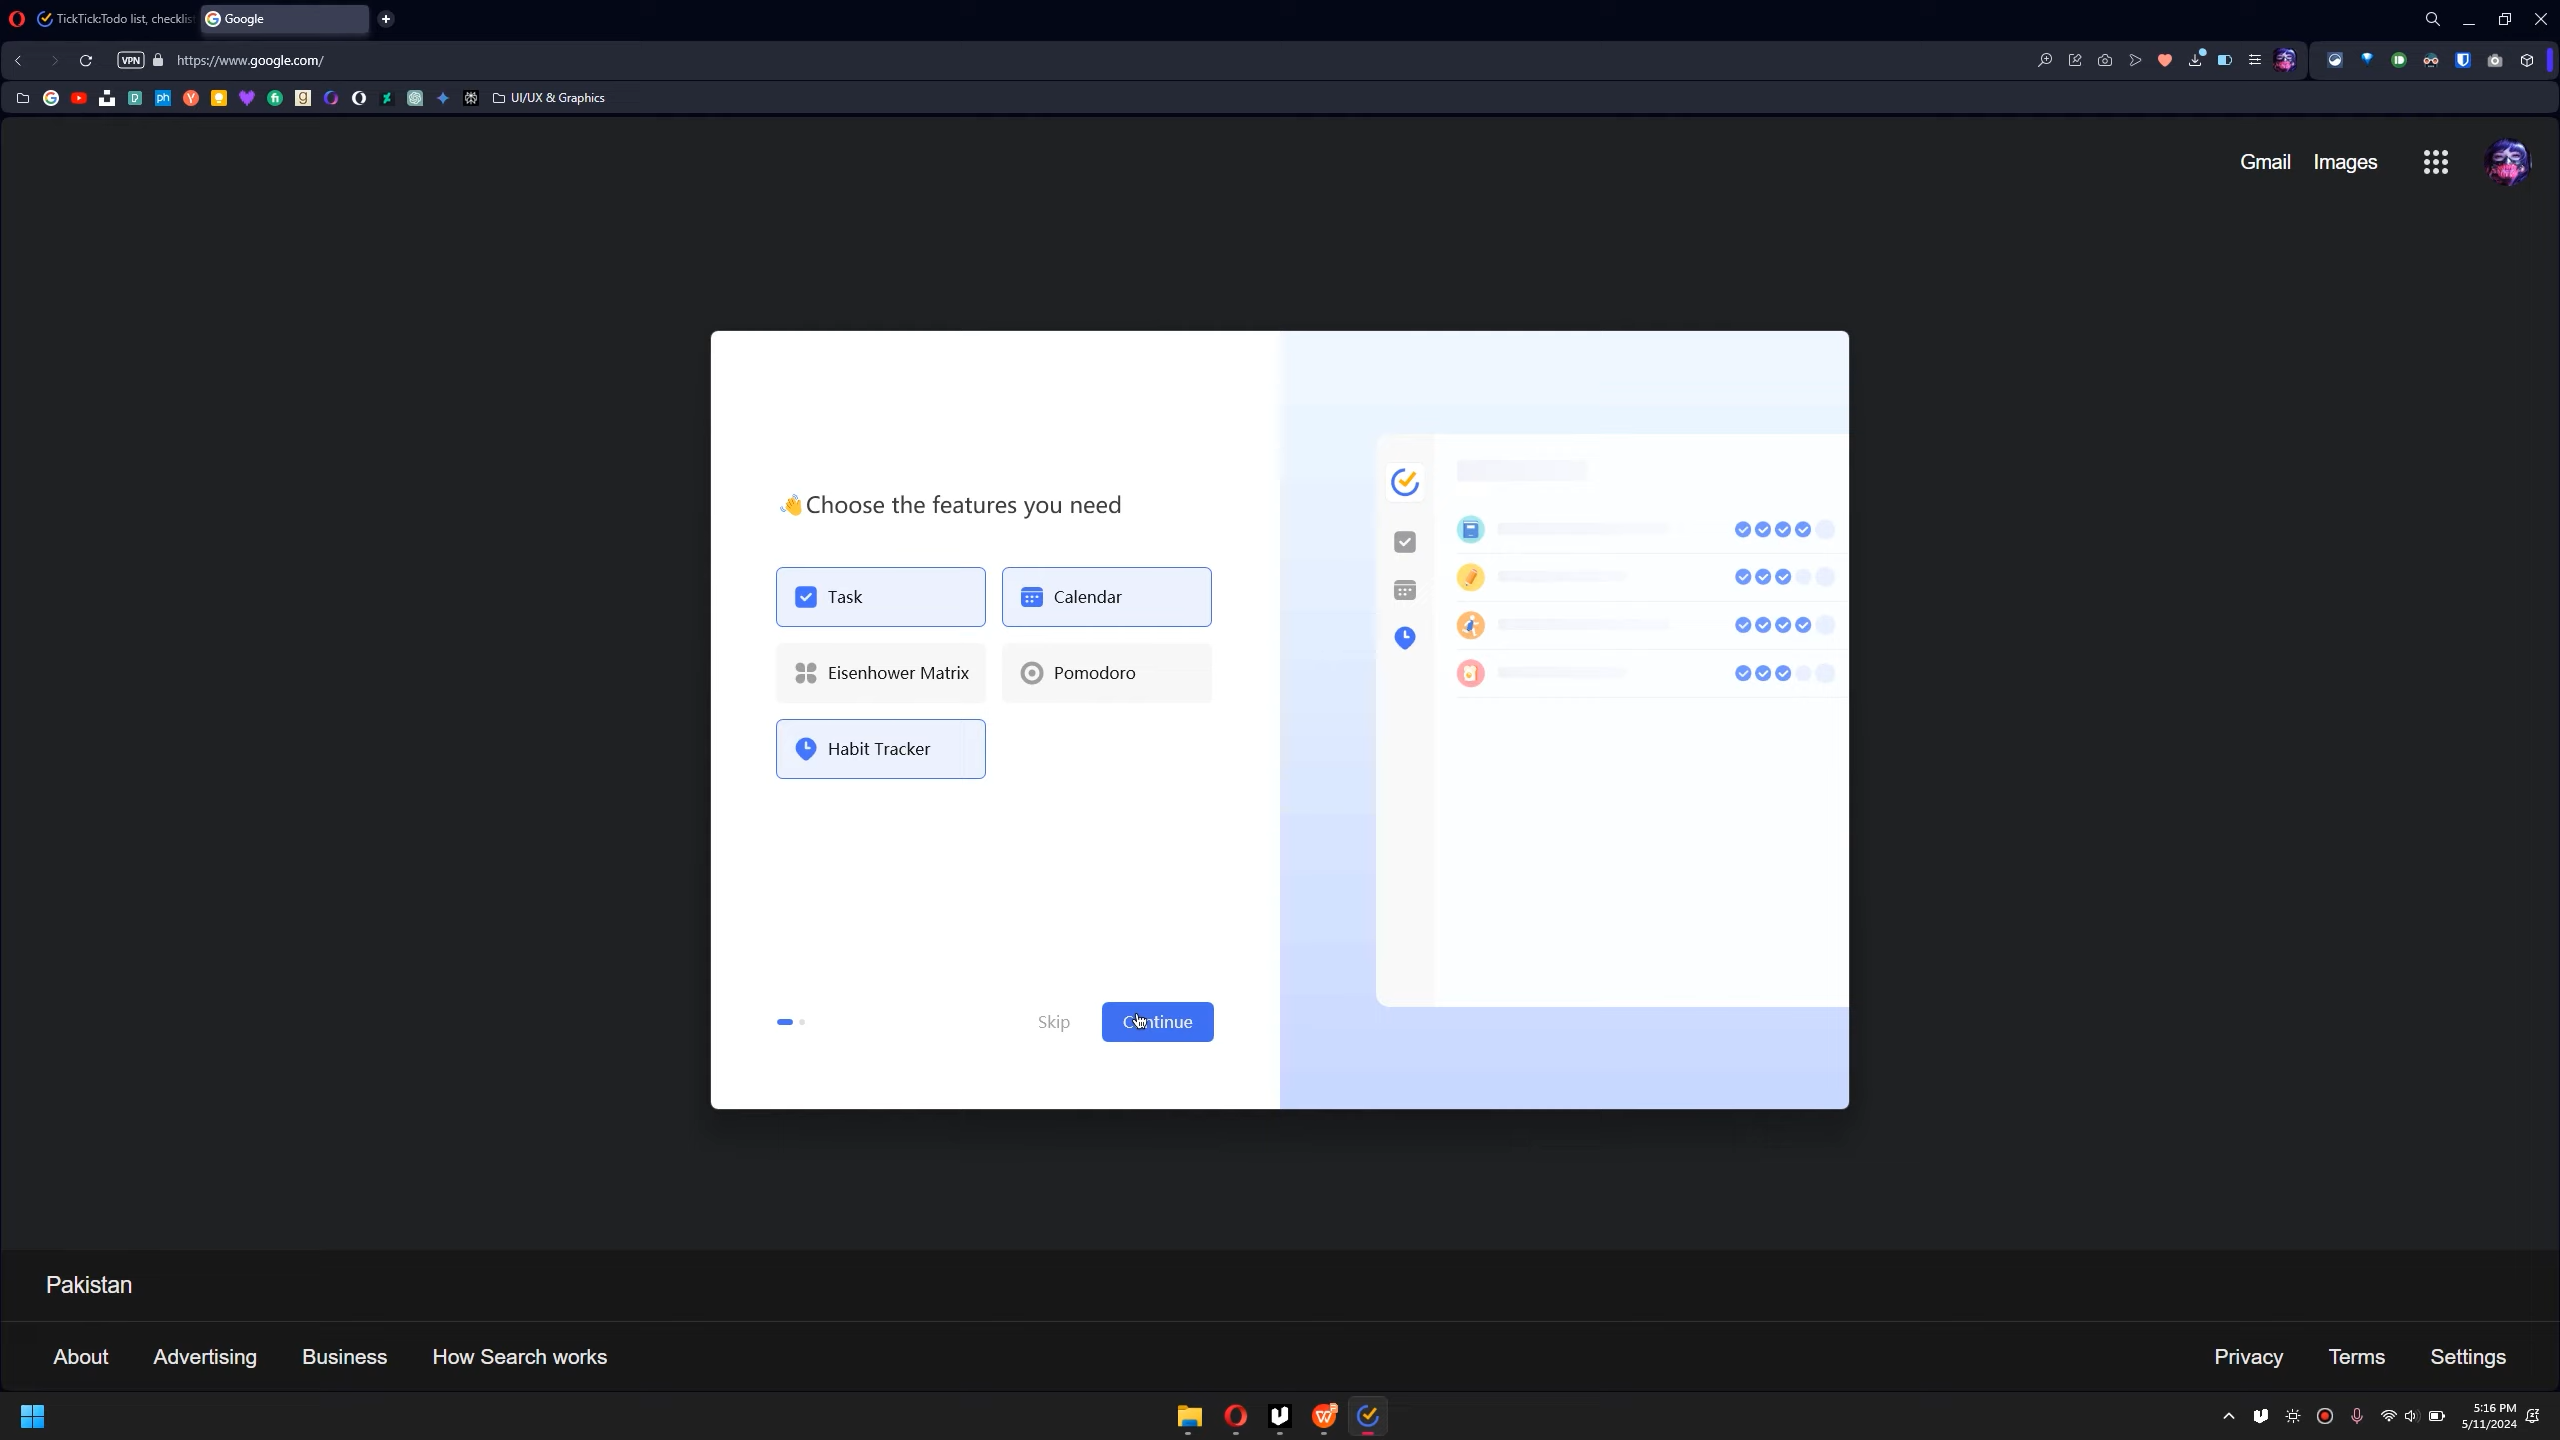 TickTick:Todo list, checklis
Google
VPN
https://www.google.com/
ph
UI/UX & Graphics
Gmail
Images
👋Choose the features you need
Task
Calendar
Eisenhower Matrix
Pomodoro
Habit Tracker
Skip
Continue
Pakistan
About
Advertising
Business
How Search works
Privacy
Terms
Settings
5:16 PM
5/11/2024